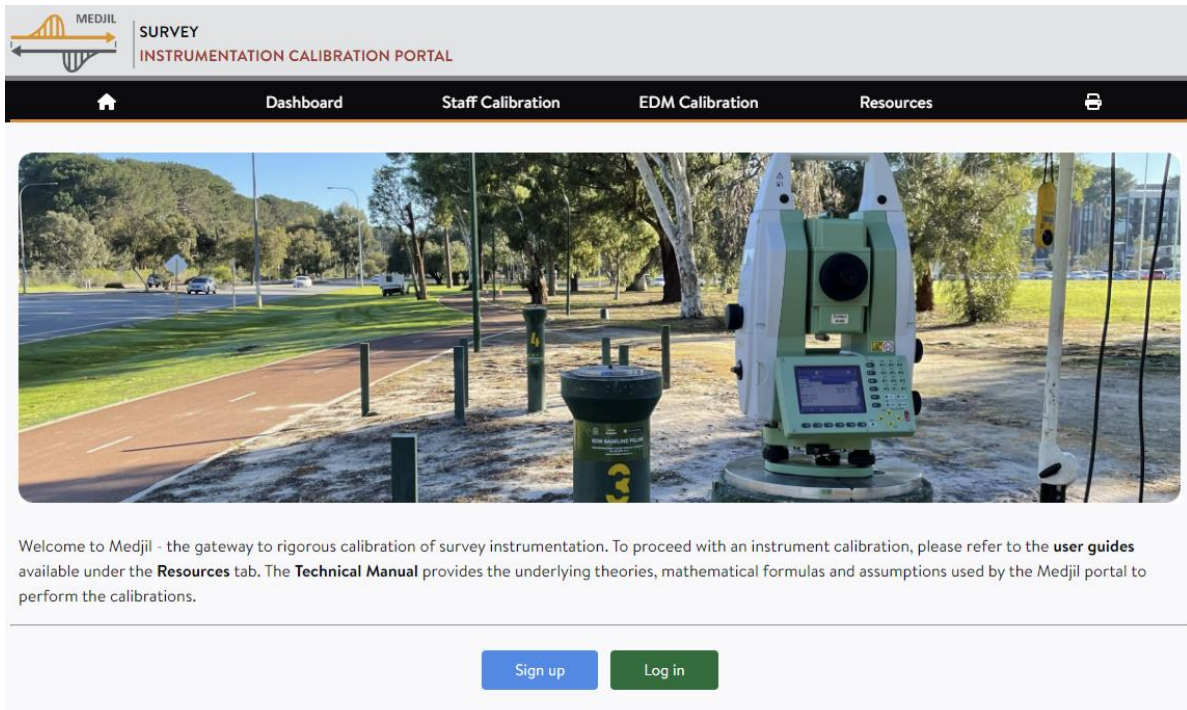 MEDJIL
SURVEY
INSTRUMENTATION CALIBRATION PORTAL
Dashboard Staff Calibration EDM Calibration Resources
4
EDM BASELINE PILLAR
3
Welcome to Medjil - the gateway to rigorous calibration of survey instrumentation. To proceed with an instrument calibration, please refer to the user guides
available under the Resources tab. The Technical Manual provides the underlying theories, mathematical formulas and assumptions used by the Medjil portal to
perform the calibrations.
Sign up Log in